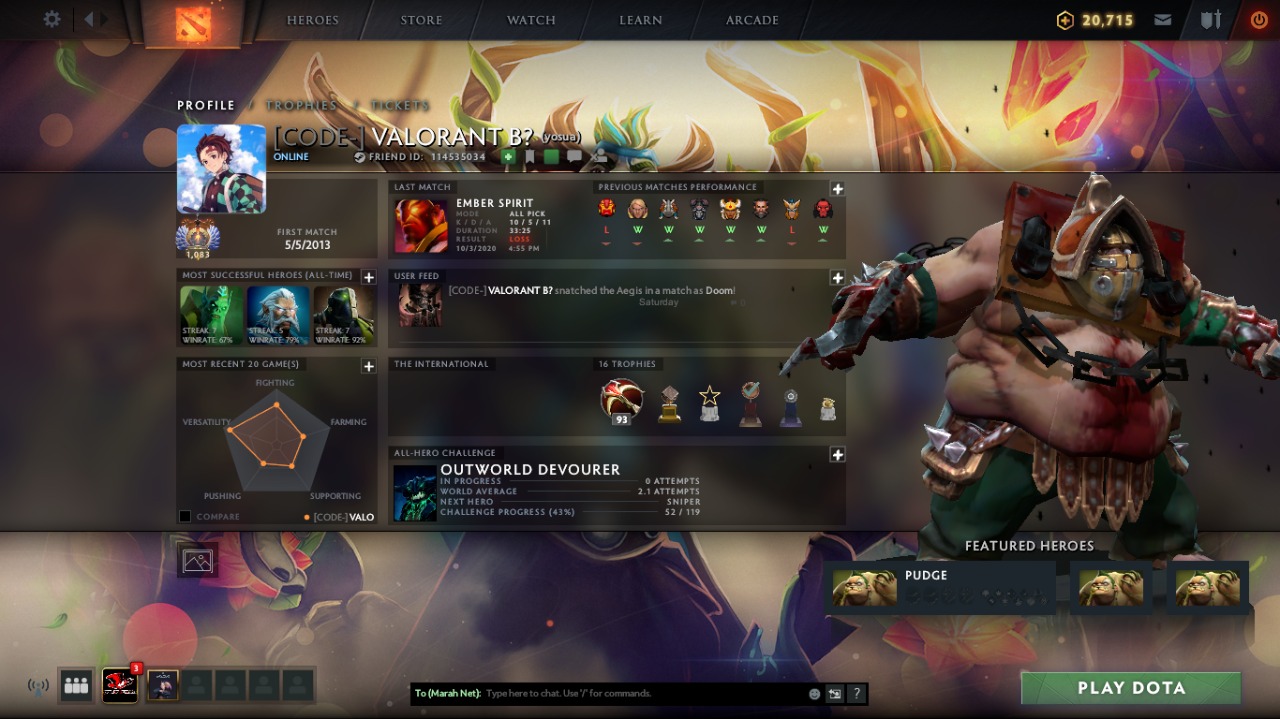 HEROES STORE WATCH LEARN ARCADE 20,715
PROFILE / TROPHIES / TICKETS
[CODE-] VALORANT B? (yosua)
ONLINE FRIEND ID: 114535034
FIRST MATCH
5/5/2013
1,083
LAST MATCH
EMBER SPIRIT
MODE ALL PICK
K / D / A 10 / 5 / 11
DURATION 33:25
RESULT LOSS
10/3/2020 4:55 PM
PREVIOUS MATCHES PERFORMANCE
L W W W W W L W
MOST SUCCESSFUL HEROES (ALL-TIME)
STREAK: 7 STREAK: 5 STREAK: 7
WINRATE: 67% WINRATE: 79% WINRATE: 92%
USER FEED
[CODE-] VALORANT B? snatched the Aegis in a match as Doom!
Saturday
MOST RECENT 20 GAME(S)
FIGHTING
VERSATILITY FARMING
PUSHING SUPPORTING
COMPARE [CODE-] VALO
THE INTERNATIONAL
16 TROPHIES
93
ALL-HERO CHALLENGE
OUTWORLD DEVOURER
IN PROGRESS 0 ATTEMPTS
WORLD AVERAGE 2.1 ATTEMPTS
NEXT HERO SNIPER
CHALLENGE PROGRESS (43%) 52 / 119
FEATURED HEROES
PUDGE
3
To (Marah Net): Type here to chat. Use '/' for commands. ?
PLAY DOTA